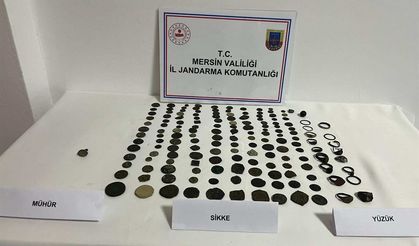 T.C.
MERSİN VALİLİĞİ
İL JANDARMA KOMUTANLIĞI
MÜHÜR
SİKKE
YÜZÜK